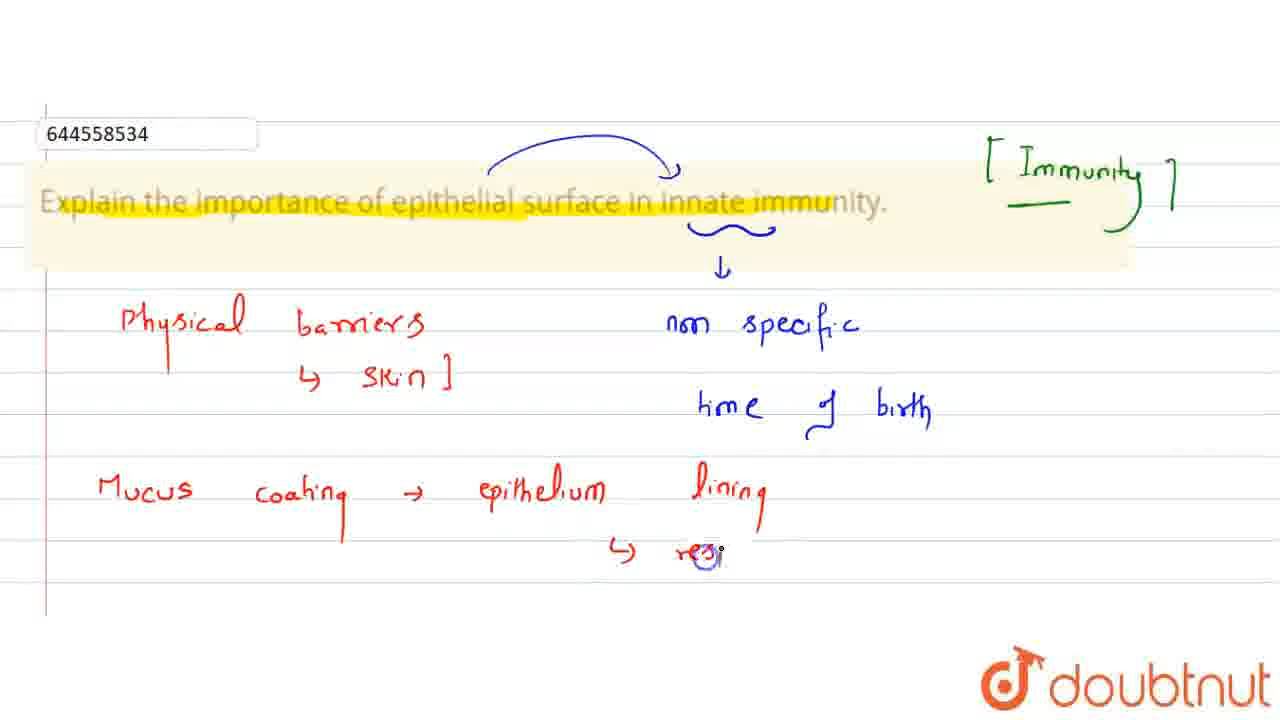 644558534
Explain the importance of epithelial surface in innate immunity.
[ Immunity ]
Physical barriers
↳ skin ]
non specific
time of birth
Mucus coating → epithelium lining
↳ resi
doubtnut